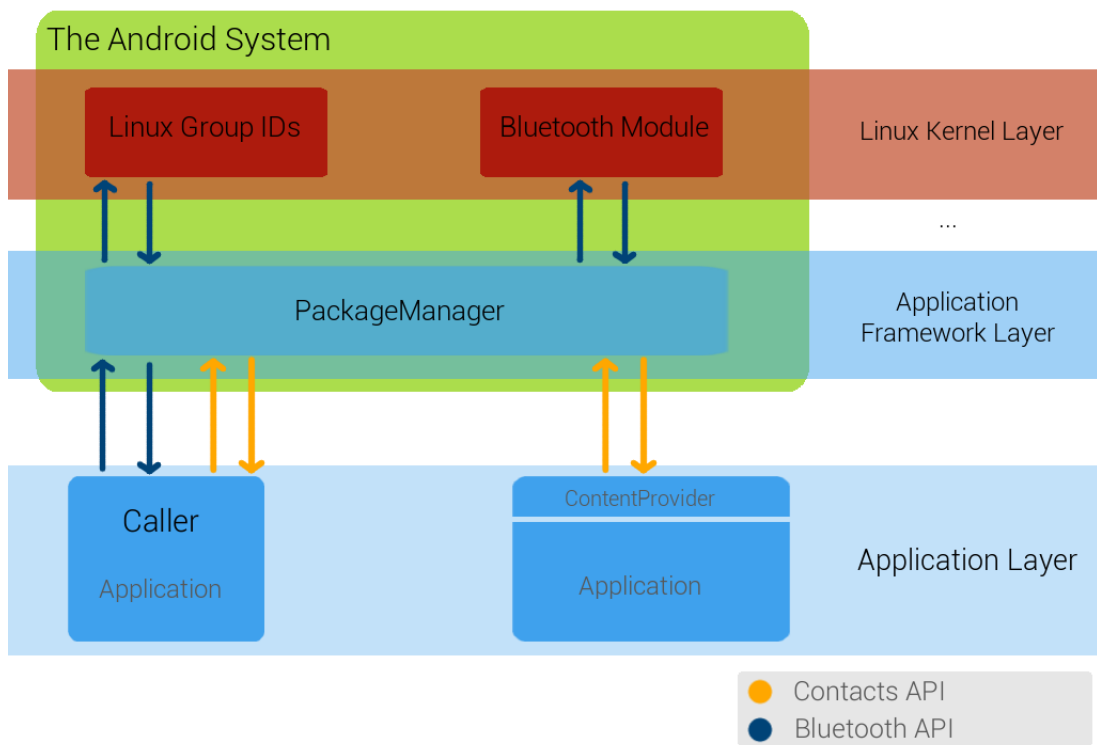 The Android System
Linux Group IDs
Bluetooth Module
Linux Kernel Layer
...
PackageManager
Application
Framework Layer
Caller
Application
ContentProvider
Application
Application Layer
Contacts API
Bluetooth API